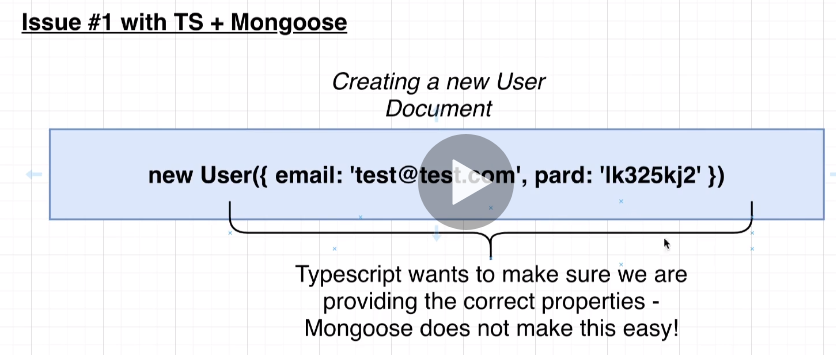 Issue #1 with TS + Mongoose
Creating a new User
Document
new User({ email: 'test@test.com', pard: 'lk325kj2' })
Typescript wants to make sure we are
providing the correct properties -
Mongoose does not make this easy!